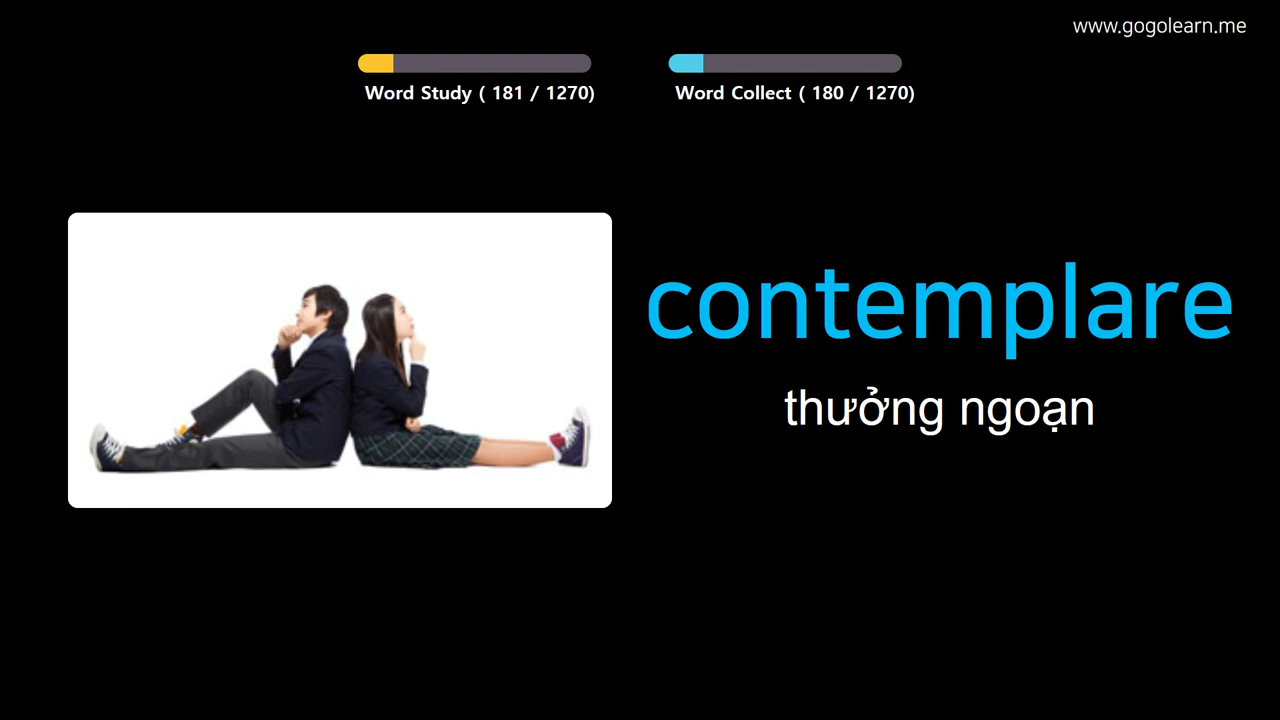 www.gogolearn.me
Word Study ( 181 / 1270)
Word Collect ( 180 / 1270)
contemplare
thưởng ngoạn